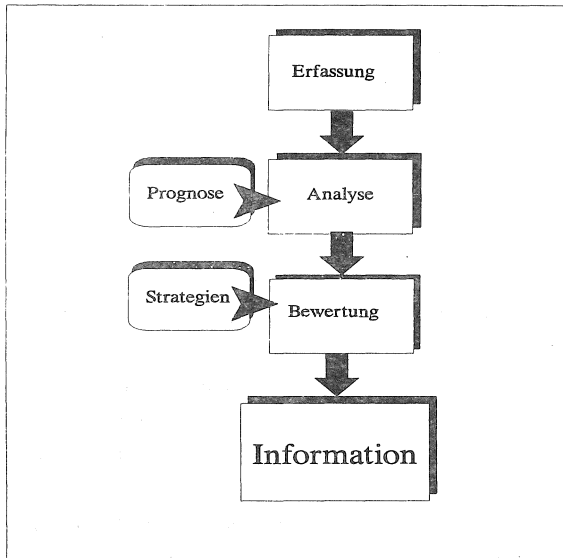 Erfassung
Prognose
Analyse
Strategien
Bewertung
Information